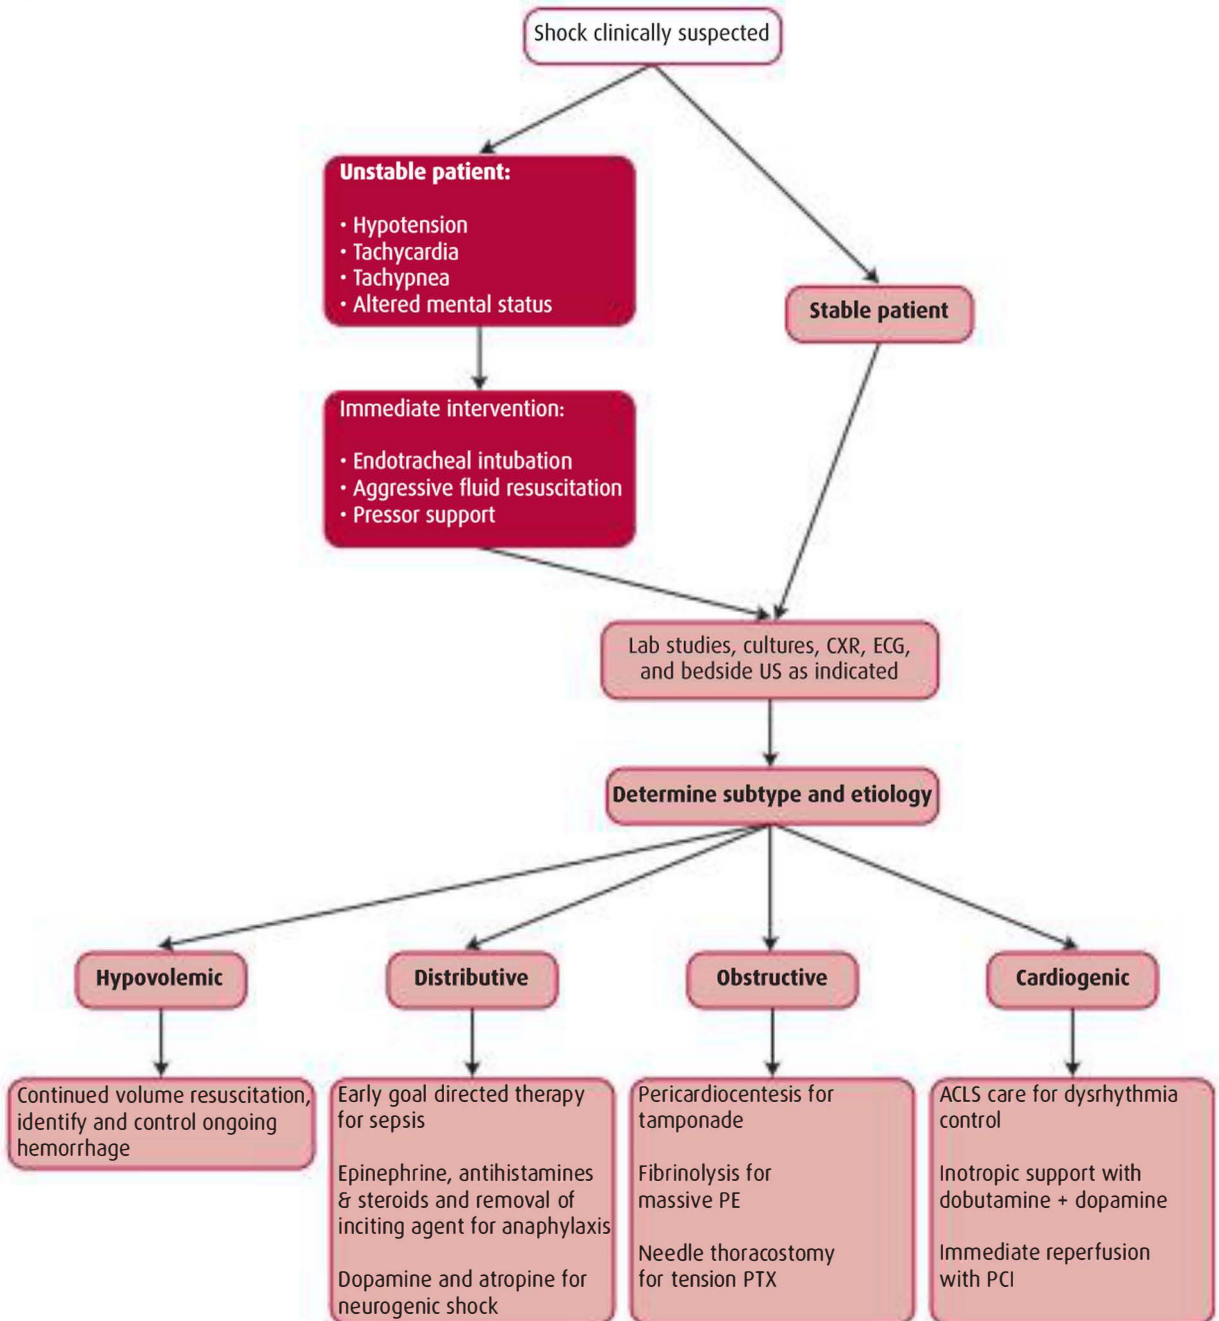 Shock clinically suspected
Unstable patient:
• Hypotension
• Tachycardia
• Tachypnea
• Altered mental status
Stable patient
Immediate intervention:
• Endotracheal intubation
• Aggressive fluid resuscitation
• Pressor support
Lab studies, cultures, CXR, ECG,
and bedside US as indicated
Determine subtype and etiology
Hypovolemic
Distributive
Obstructive
Cardiogenic
Continued volume resuscitation,
identify and control ongoing
hemorrhage
Early goal directed therapy
for sepsis
Epinephrine, antihistamines
& steroids and removal of
inciting agent for anaphylaxis
Dopamine and atropine for
neurogenic shock
Pericardiocentesis for
tamponade
Fibrinolysis for
massive PE
Needle thoracostomy
for tension PTX
ACLS care for dysrhythmia
control
Inotropic support with
dobutamine + dopamine
Immediate reperfusion
with PCI